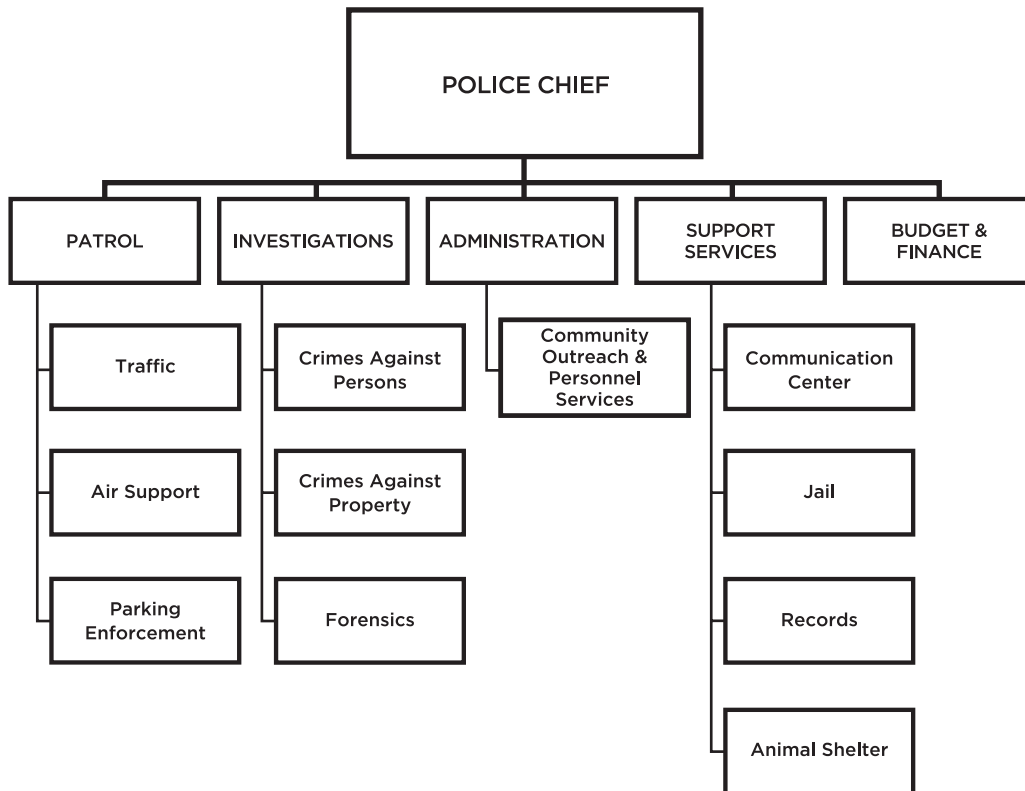 POLICE CHIEF
PATROL
INVESTIGATIONS
ADMINISTRATION
SUPPORT
SERVICES
BUDGET &
FINANCE
Traffic
Air Support
Parking
Enforcement
Crimes Against
Persons
Crimes Against
Property
Forensics
Community
Outreach &
Personnel
Services
Communication
Center
Jail
Records
Animal Shelter